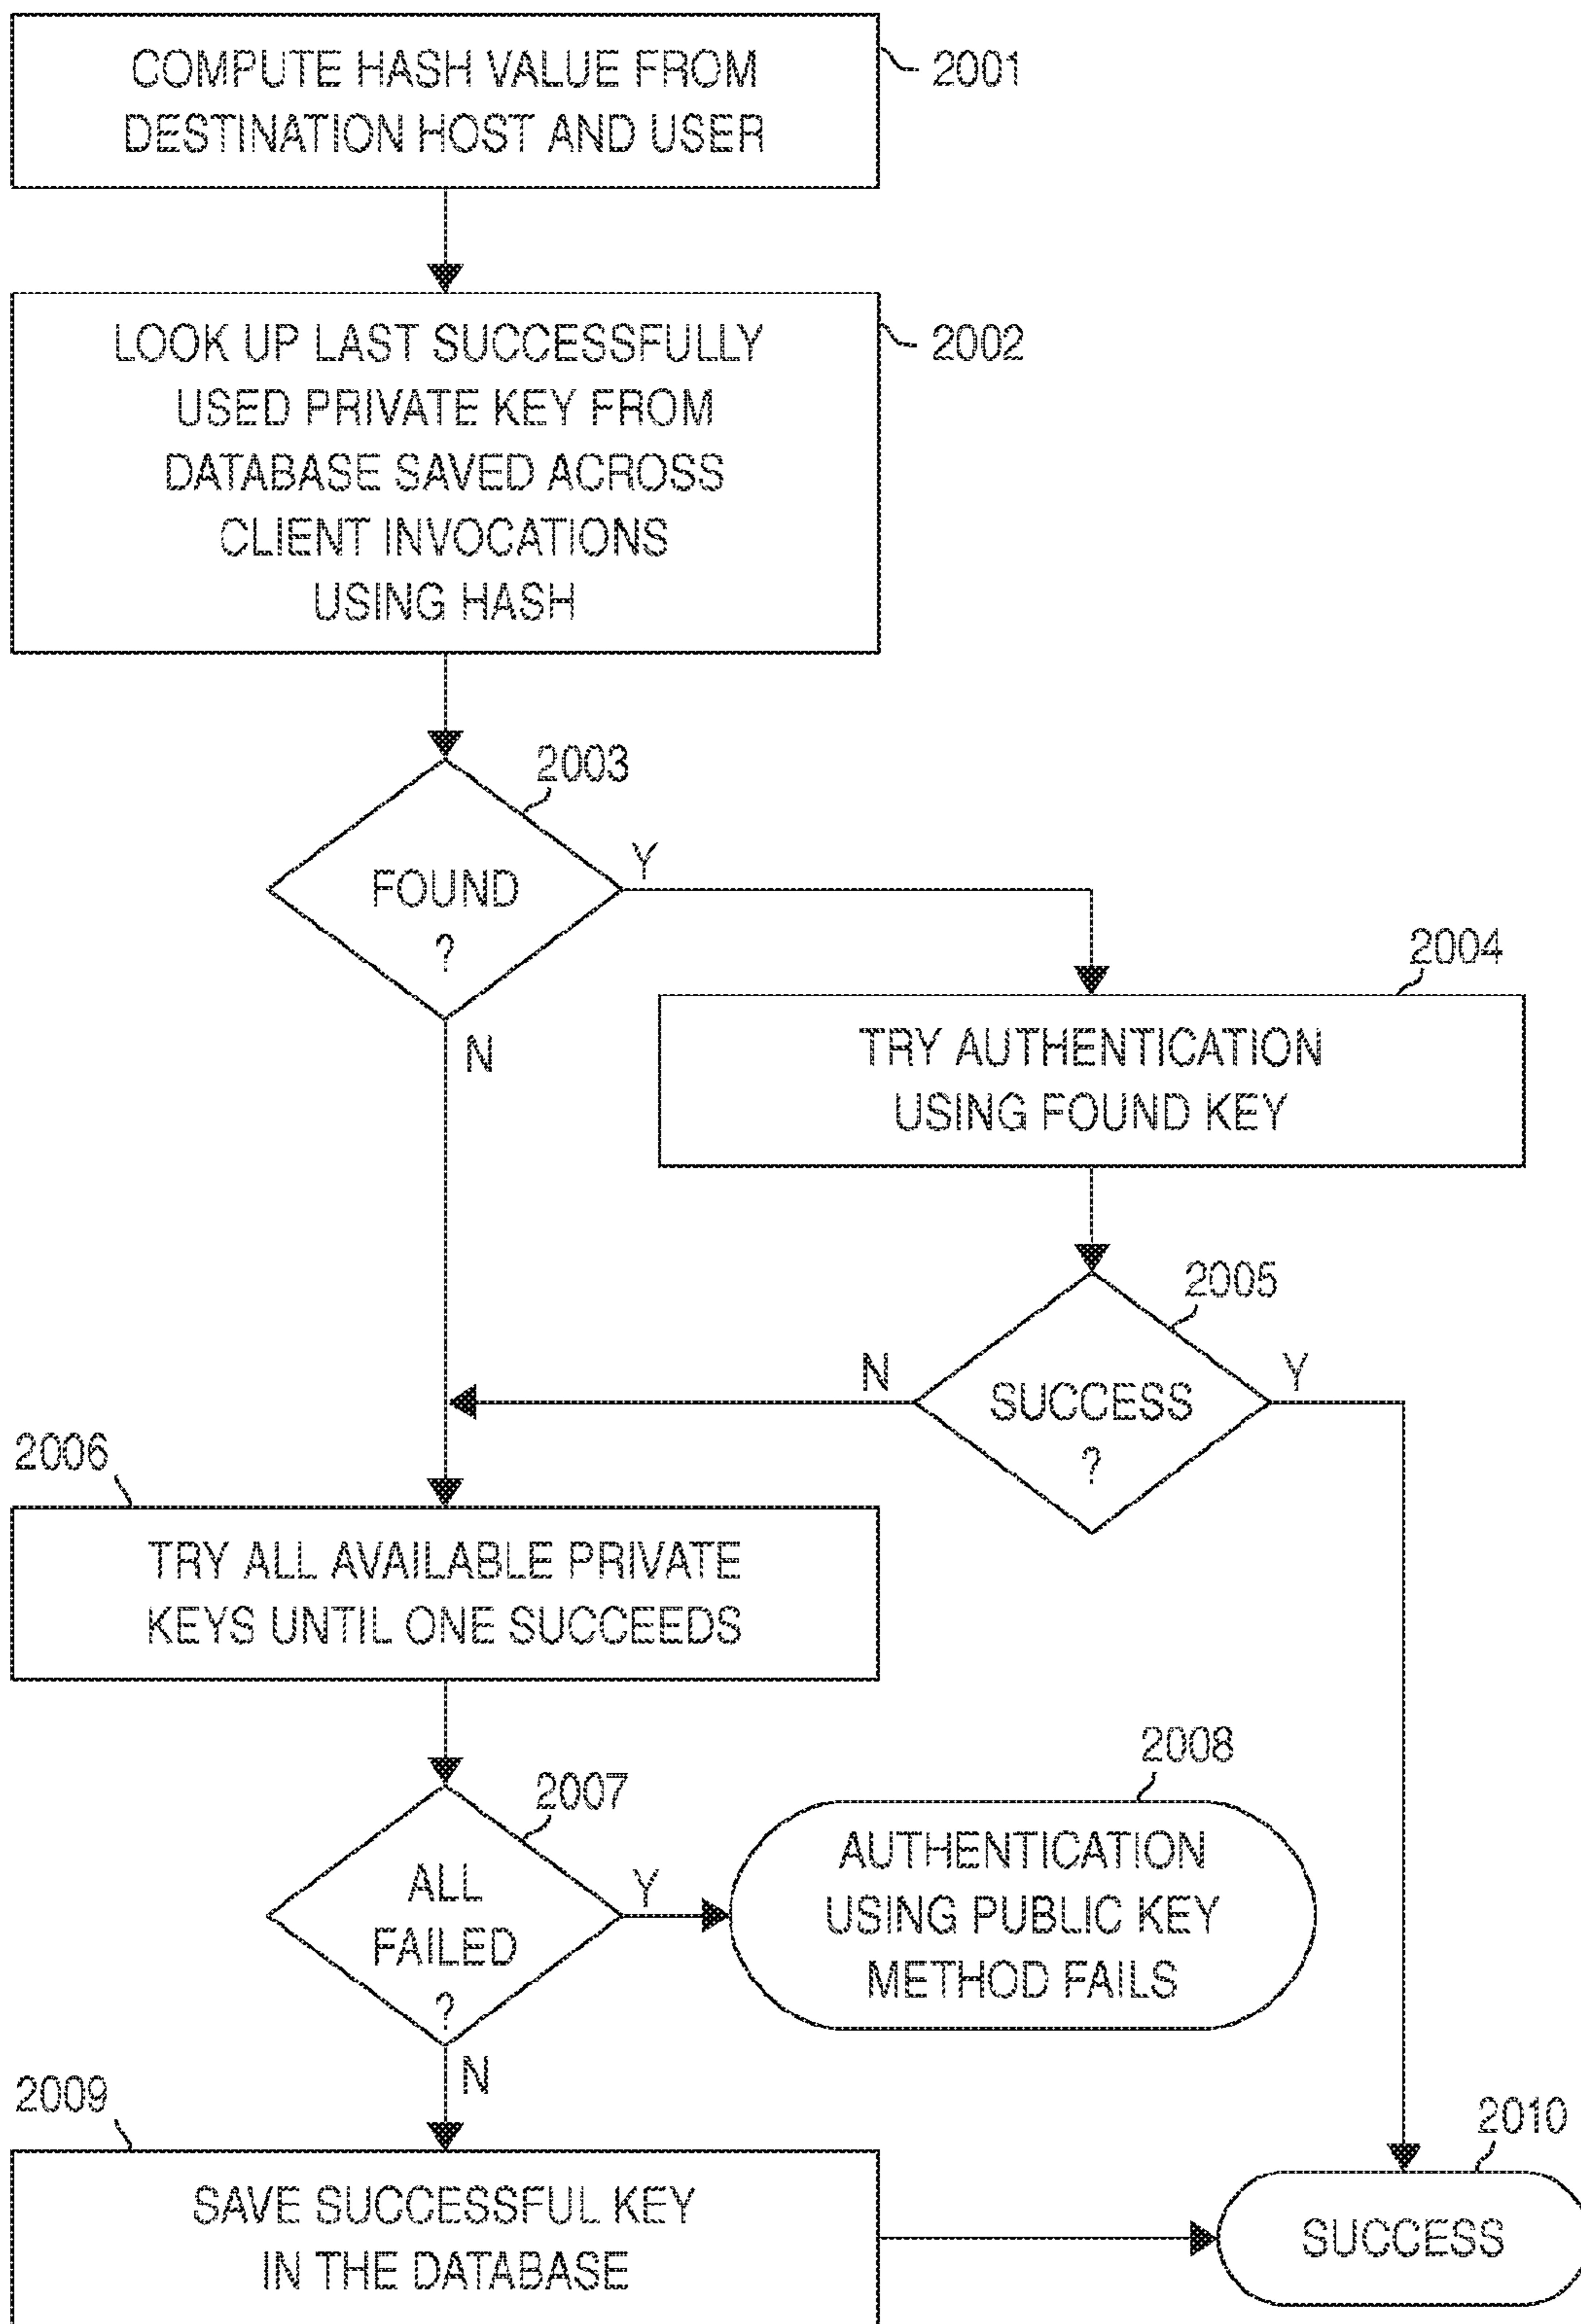 COMPUTE HASH VALUE FROM
DESTINATION HOST AND USER
2001
LOOK UP LAST SUCCESSFULLY
USED PRIVATE KEY FROM
DATABASE SAVED ACROSS
CLIENT INVOCATIONS
USING HASH
2002
2003
FOUND
?
Y
N
2004
TRY AUTHENTICATION
USING FOUND KEY
2005
SUCCESS
?
N
Y
2006
TRY ALL AVAILABLE PRIVATE
KEYS UNTIL ONE SUCCEEDS
2007
ALL
FAILED
?
Y
N
2008
AUTHENTICATION
USING PUBLIC KEY
METHOD FAILS
2009
SAVE SUCCESSFUL KEY
IN THE DATABASE
2010
SUCCESS